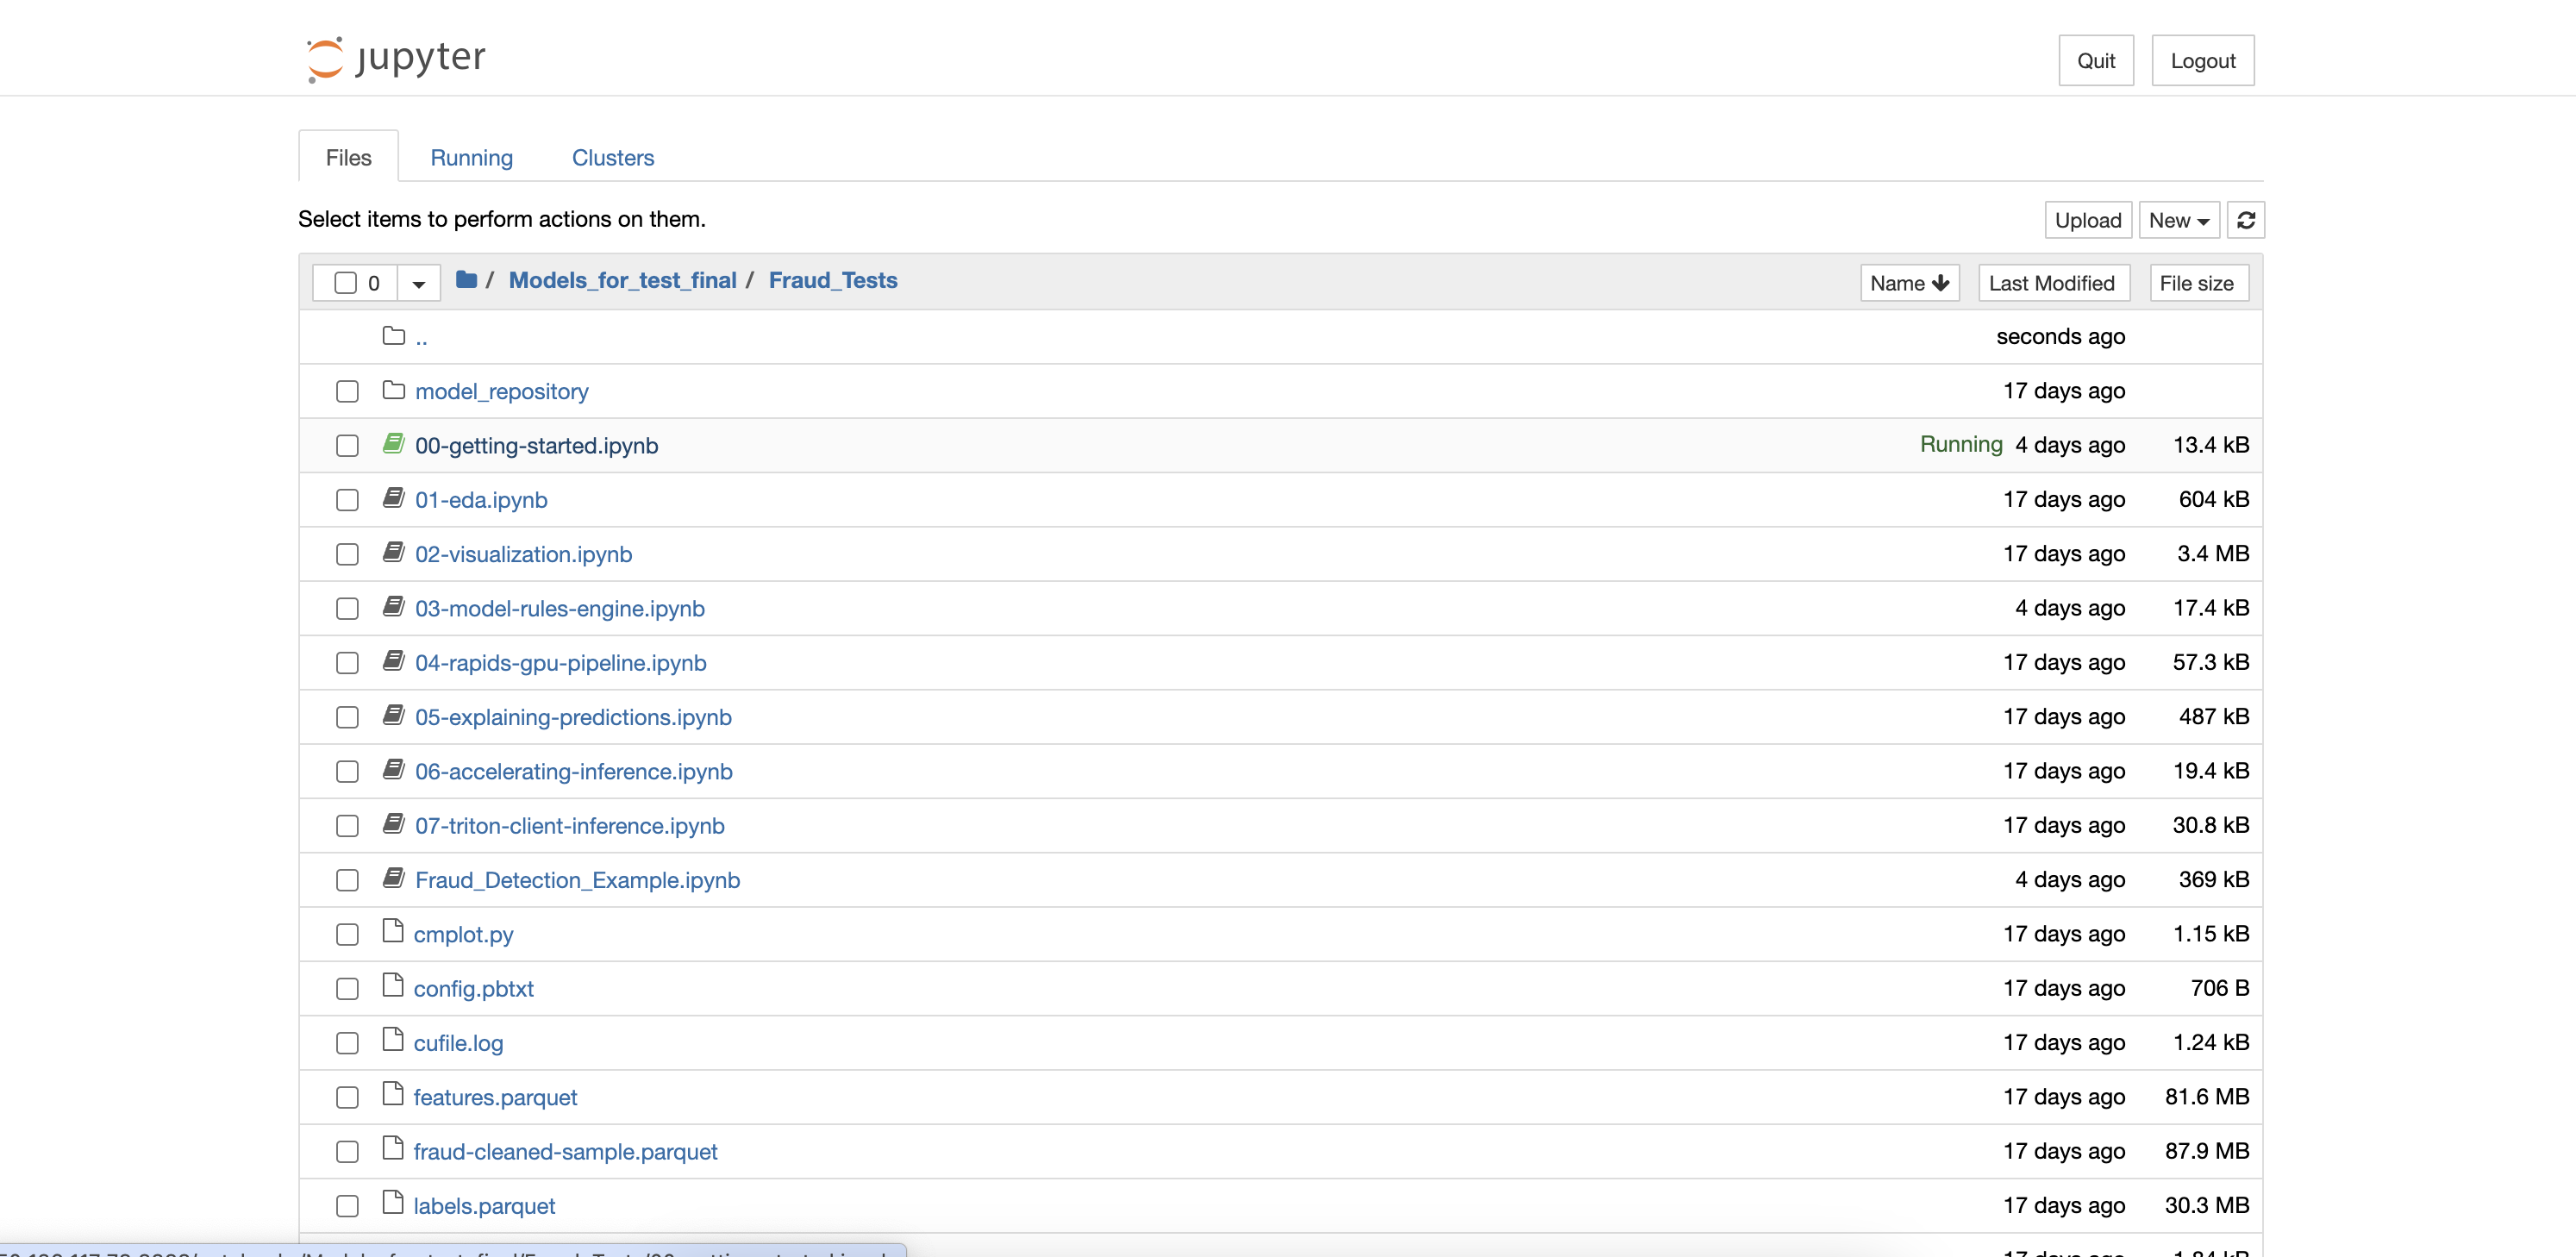 jupyter
Quit Logout
Files Running Clusters
Select items to perform actions on them.
Upload New
0 / Models_for_test_final / Fraud_Tests Name Last Modified File size
.. seconds ago
model_repository 17 days ago
00-getting-started.ipynb Running 4 days ago 13.4 kB
01-eda.ipynb 17 days ago 604 kB
02-visualization.ipynb 17 days ago 3.4 MB
03-model-rules-engine.ipynb 4 days ago 17.4 kB
04-rapids-gpu-pipeline.ipynb 17 days ago 57.3 kB
05-explaining-predictions.ipynb 17 days ago 487 kB
06-accelerating-inference.ipynb 17 days ago 19.4 kB
07-triton-client-inference.ipynb 17 days ago 30.8 kB
Fraud_Detection_Example.ipynb 4 days ago 369 kB
cmplot.py 17 days ago 1.15 kB
config.pbtxt 17 days ago 706 B
cufile.log 17 days ago 1.24 kB
features.parquet 17 days ago 81.6 MB
fraud-cleaned-sample.parquet 17 days ago 87.9 MB
labels.parquet 17 days ago 30.3 MB
17 days ago